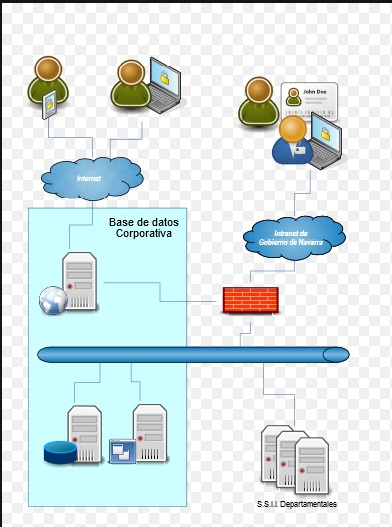 John Doe
Internet
Base de datos
Corporativa
Intranet de
Gobierno de Navarra
S.S.I.I. Departamentales